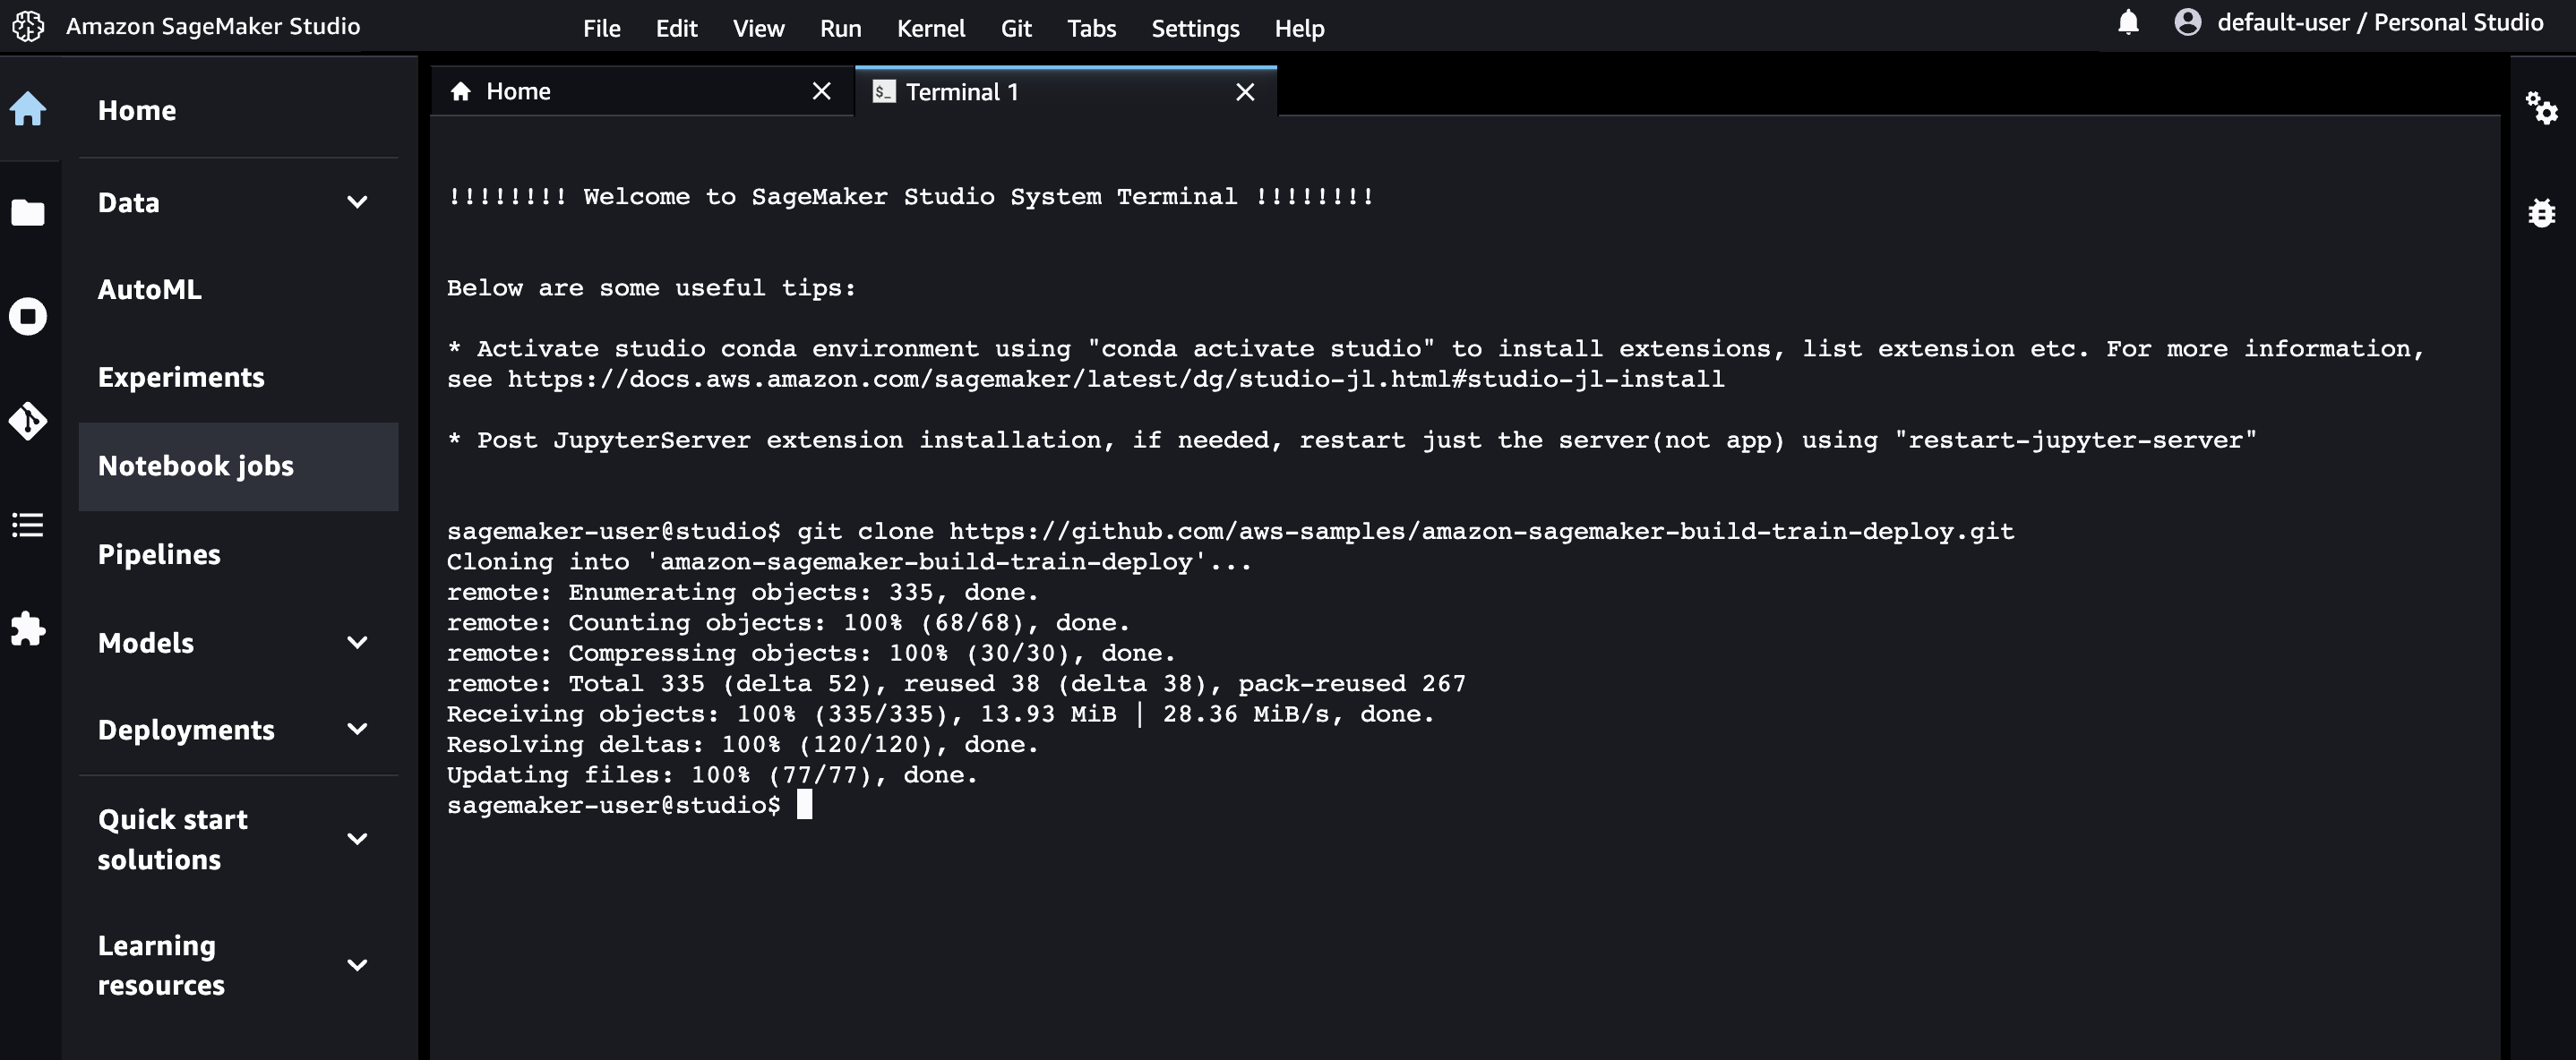 Amazon SageMaker Studio
File Edit View Run Kernel Git Tabs Settings Help
default-user / Personal Studio
Home
Data
AutoML
Experiments
Notebook jobs
Pipelines
Models
Deployments
Quick start
solutions
Learning
resources
Home
$_ Terminal 1
!!!!!!!! Welcome to SageMaker Studio System Terminal !!!!!!!!
Below are some useful tips:
* Activate studio conda environment using "conda activate studio" to install extensions, list extension etc. For more information,
see https://docs.aws.amazon.com/sagemaker/latest/dg/studio-jl.html#studio-jl-install
* Post JupyterServer extension installation, if needed, restart just the server(not app) using "restart-jupyter-server"
sagemaker-user@studio$ git clone https://github.com/aws-samples/amazon-sagemaker-build-train-deploy.git
Cloning into 'amazon-sagemaker-build-train-deploy'...
remote: Enumerating objects: 335, done.
remote: Counting objects: 100% (68/68), done.
remote: Compressing objects: 100% (30/30), done.
remote: Total 335 (delta 52), reused 38 (delta 38), pack-reused 267
Receiving objects: 100% (335/335), 13.93 MiB | 28.36 MiB/s, done.
Resolving deltas: 100% (120/120), done.
Updating files: 100% (77/77), done.
sagemaker-user@studio$